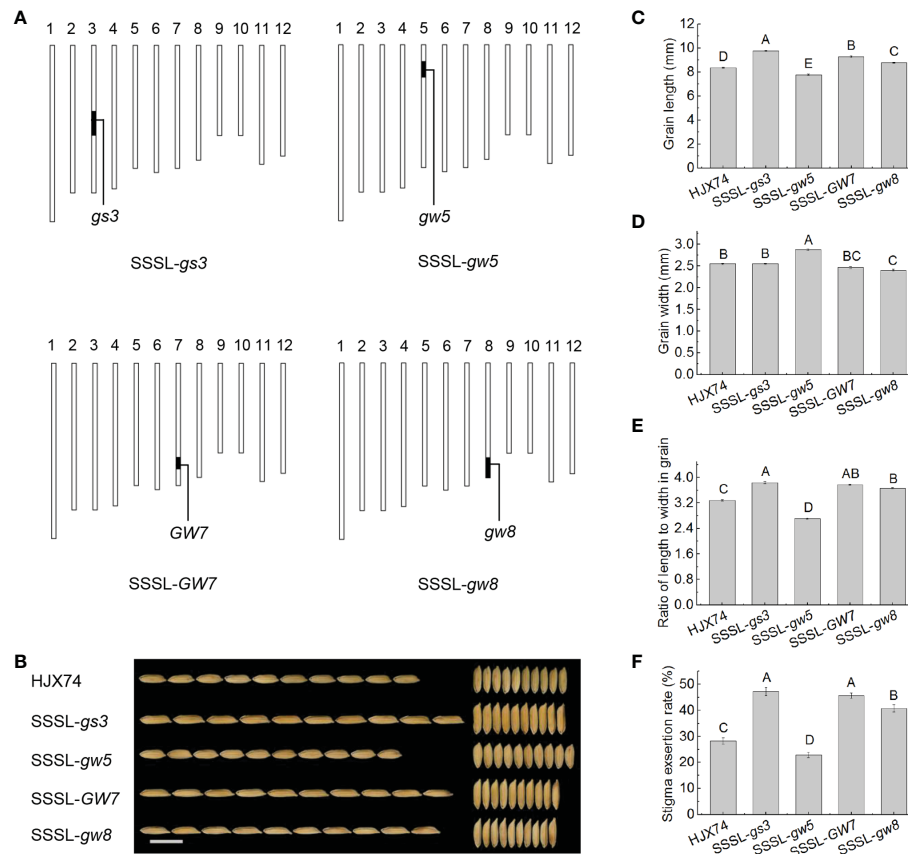 A
1 2 3 4 5 6 7 8 9 10 11 12
gs3
SSSL-gs3
1 2 3 4 5 6 7 8 9 10 11 12
gw5
SSSL-gw5
1 2 3 4 5 6 7 8 9 10 11 12
GW7
SSSL-GW7
1 2 3 4 5 6 7 8 9 10 11 12
gw8
SSSL-gw8
B
HJX74
SSSL-gs3
SSSL-gw5
SSSL-GW7
SSSL-gw8
C
Grain length (mm)
12
10
8
6
4
2
0
D A E B C
HJX74 SSSL-gs3 SSSL-gw5 SSSL-GW7 SSSL-gw8
D
Grain width (mm)
3.0
2.5
2.0
1.5
1.0
0.5
0.0
B B A BC C
HJX74 SSSL-gs3 SSSL-gw5 SSSL-GW7 SSSL-gw8
E
Ratio of length to width in grain
4.0
3.2
2.4
1.8
1.2
0.6
0.0
C A D AB B
HJX74 SSSL-gs3 SSSL-gw5 SSSL-GW7 SSSL-gw8
F
Stigma exsertion rate (%)
50
40
30
20
10
0
C A D A B
HJX74 SSSL-gs3 SSSL-gw5 SSSL-GW7 SSSL-gw8